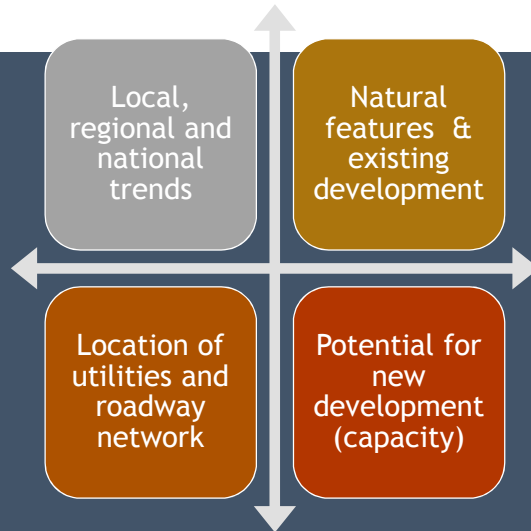 Local,
regional and
national
trends
Natural
features & 
existing
development
Location of
utilities and
roadway
network
Potential for
new
development
(capacity)